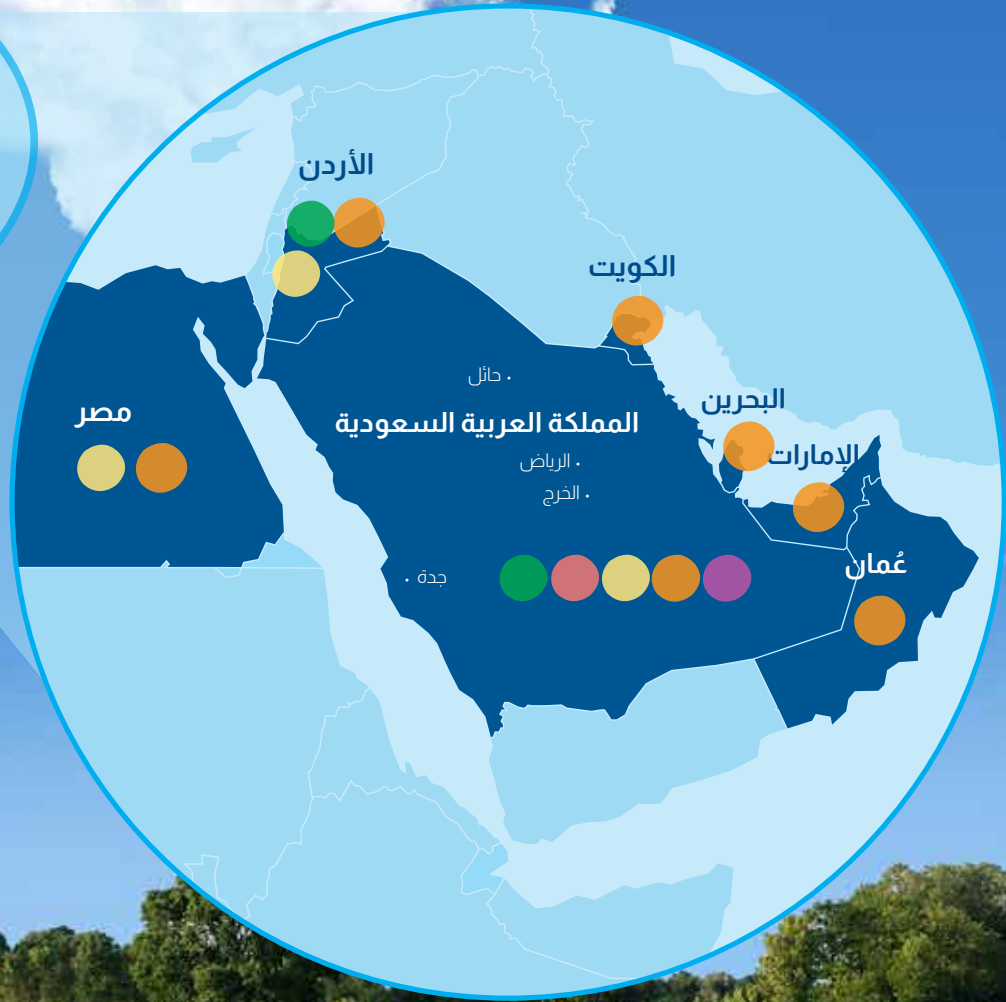 الأردن
الكويت
حائل
البحرين
مصر
المملكة العربية السعودية
الإمارات
الرياض
الخرج
عُمان
جدة